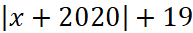 |x + 2020| + 19